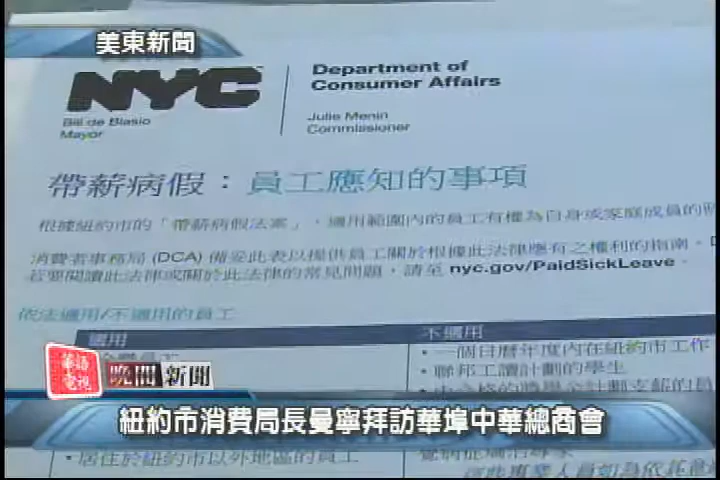 美東新聞
NYC
Department of
Consumer Affairs
Bill de Blasio
Mayor
Julie Menin
Commissioner
帶薪病假：員工應知的事項
根據紐約市的「帶薪病假法案」，適用範圍內的員工有權為自身或家庭成員的
消費者事務局 (DCA) 備妥此表以提供員工關於根據此法律應有之權利的指南。
若要閱讀此法律或關於此法律的常見問題，請至 nyc.gov/PaidSickLeave。
依法適用/不適用的員工
適用
不適用
• 一個日曆年度內在紐約市工作
• 聯邦工讀計劃的學生
華語電視
晚間新聞
紐約市消費局長曼寧拜訪華埠中華總商會
• 居住於紐約市以外地區的員工